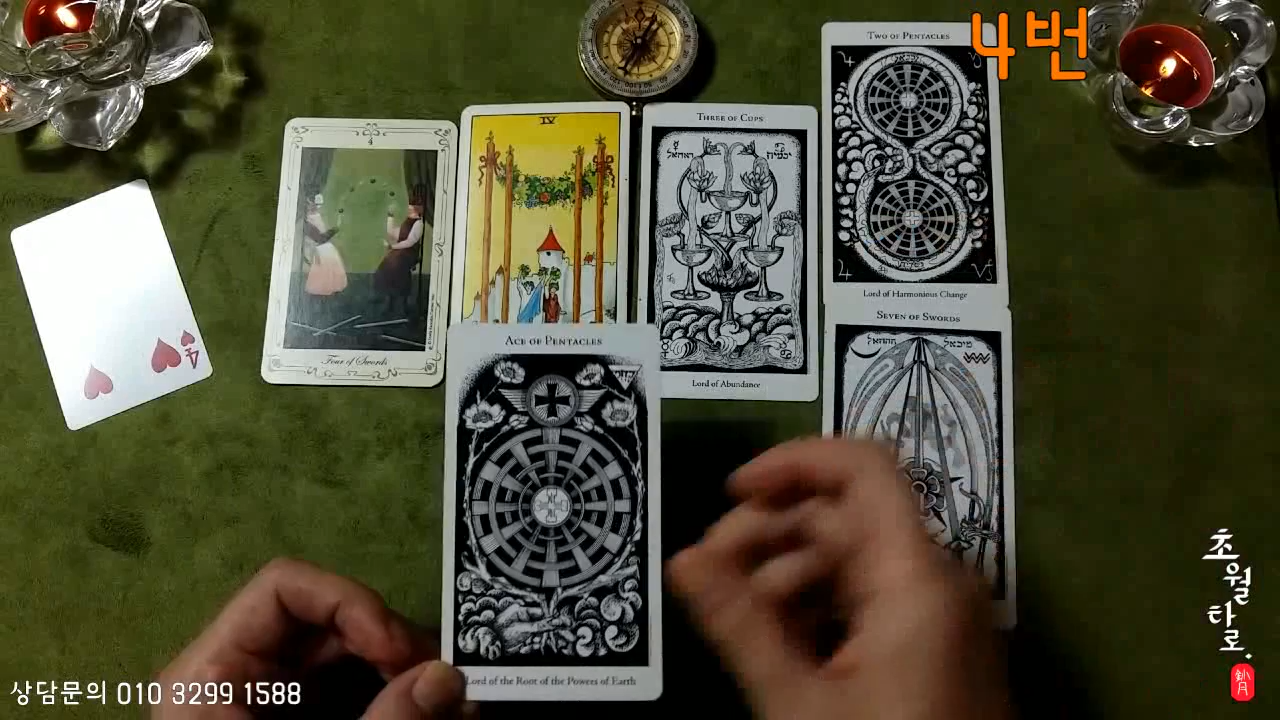 4번
TWO OF PENTACLES
Lord of Harmonious Change
THREE OF CUPS
Lord of Abundance
SEVEN OF SWORDS
IV
4
Four of Swords
4
ACE OF PENTACLES
Lord of the Root of the Powers of Earth
초월타로.
상담문의 010 3299 1588